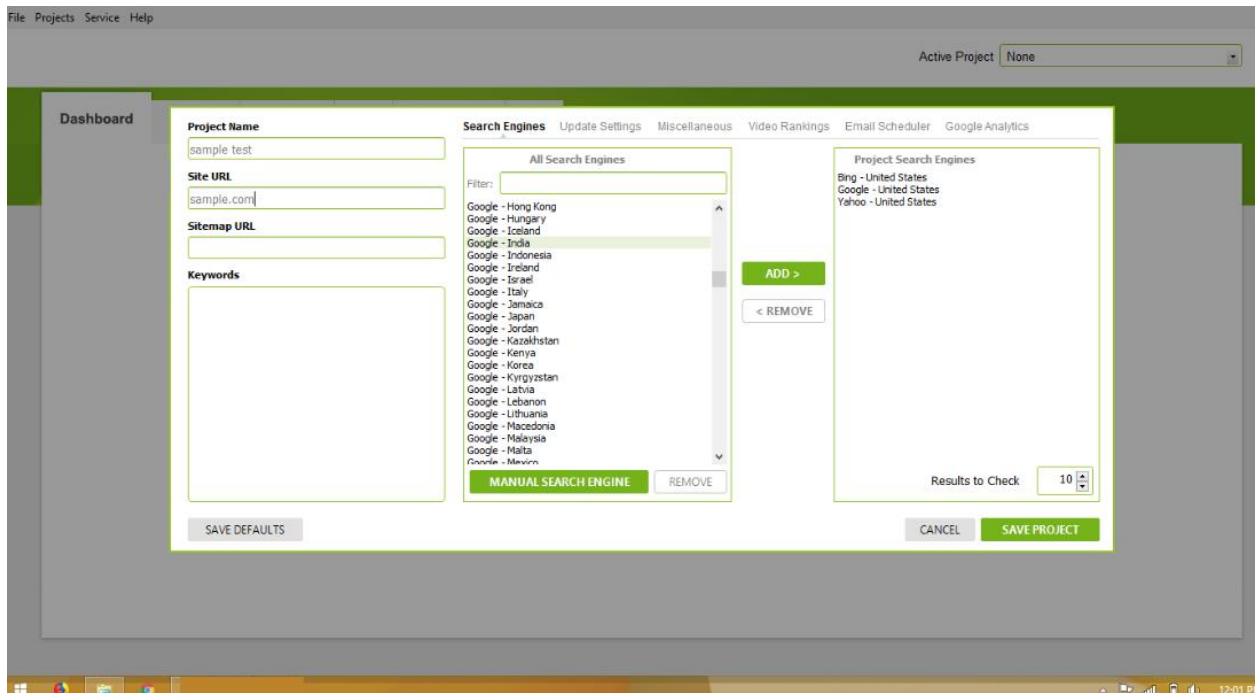 File Projects Service Help
Active Project None
Dashboard
Project Name
sample test
Site URL
sample.com
Sitemap URL
Keywords
SAVE DEFAULTS
Search Engines Update Settings Miscellaneous Video Rankings Email Scheduler Google Analytics
All Search Engines
Filter:
Google - Hong Kong
Google - Hungary
Google - Iceland
Google - India
Google - Indonesia
Google - Ireland
Google - Israel
Google - Italy
Google - Jamaica
Google - Japan
Google - Jordan
Google - Kazakhstan
Google - Kenya
Google - Korea
Google - Kyrgyzstan
Google - Latvia
Google - Lebanon
Google - Lithuania
Google - Macedonia
Google - Malaysia
Google - Malta
Google - Mexico
MANUAL SEARCH ENGINE REMOVE
ADD >
< REMOVE
Project Search Engines
Bing - United States
Google - United States
Yahoo - United States
Results to Check 10
CANCEL SAVE PROJECT
12:01 P